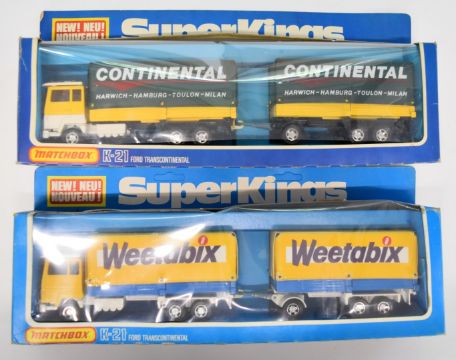 NEW! NEU!
NOUVEAU!
SuperKings
CONTINENTAL
HARWICH-HAMBURG-TOULON-MILAN
CONTINENTAL
HARWICH-HAMBURG-TOULON-MILAN
MATCHBOX
K-21 FORD TRANSCONTINENTAL
NEW! NEU!
NOUVEAU!
SuperKings
Weetabix
Weetabix
MATCHBOX
K-21 FORD TRANSCONTINENTAL